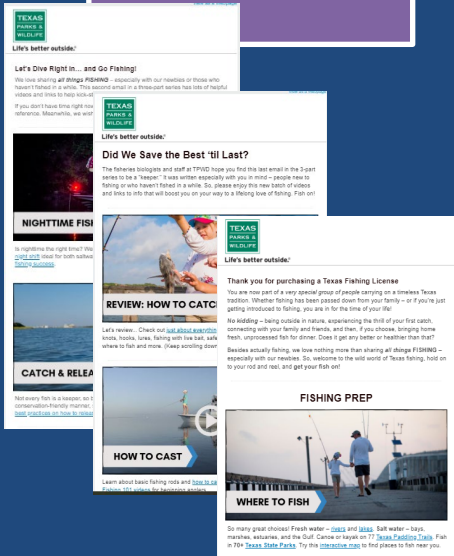 View as a Webpage
TEXAS
PARKS &
WILDLIFE
Life's better outside.®
Let's Dive Right In... and Go Fishing!
We love sharing all things FISHING – especially with our newbies or those who
haven't fished in a while. This second email in a three-part series has lots of helpful
videos and links to help kick-st
If you don't have time right now
reference. Meanwhile, we wish
NIGHTTIME FISH
Is nighttime the right time? We
night shift ideal for both saltwa
fishing success.
CATCH & RELEA
Not every fish is a keeper, so t
conservation-friendly manner,
best practices on how to releas
TEXAS
PARKS &
WILDLIFE
Life's better outside.®
Did We Save the Best 'til Last?
The fisheries biologists and staff at TPWD hope you find this last email in the 3-part
series to be a "keeper." It was written especially with you in mind – people new to
fishing or who haven't fished in a while. So, please enjoy this new batch of videos
and links to info that will boost you on your way to a lifelong love of fishing. Fish on!
REVIEW: HOW TO CATCH
Let's review... Check out just about everythin
knots, hooks, lures, fishing with live bait, safe
where to fish and more. (Keep scrolling down
HOW TO CAST
Learn about basic fishing rods and how to ca
Fishing 101 videos for beginning anglers.
TEXAS
PARKS &
WILDLIFE
Life's better outside.®
Thank you for purchasing a Texas Fishing License
You are now part of a very special group of people carrying on a timeless Texas
tradition. Whether fishing has been passed down from your family – or if you're just
getting introduced to fishing, you are in for the time of your life!
No kidding – being outside in nature, experiencing the thrill of your first catch,
connecting with your family and friends, and then, if you choose, bringing home
fresh, unprocessed fish for dinner. Does it get any better or healthier than that?
Besides actually fishing, we love nothing more than sharing all things FISHING –
especially with our newbies. So, welcome to the wild world of Texas fishing, hold on
to your rod and reel, and get your fish on!
FISHING PREP
WHERE TO FISH
So many great choices! Fresh water – rivers and lakes. Salt water – bays,
marshes, estuaries, and the Gulf. Canoe or kayak on 77 Texas Paddling Trails. Fish
in 70+ Texas State Parks. Try this interactive map to find places to fish near you.